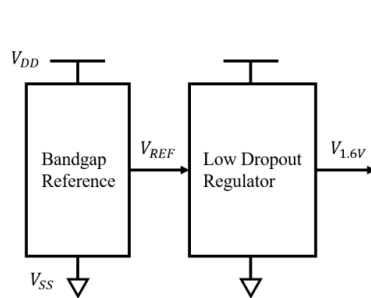 V_DD
Bandgap
Reference
V_REF
Low Dropout
Regulator
V_1.6V
V_SS